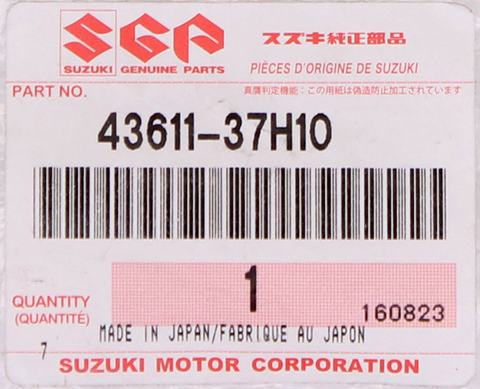 SGP
スズキ純正部品
SUZUKI GENUINE PARTS
PIÈCES D'ORIGINE DE SUZUKI
PART NO.
真贋判定機能：この用紙は偽造防止加工されています
43611-37H10
1
QUANTITY
(QUANTITÉ)
160823
MADE IN JAPAN/FABRIQUE AU JAPON
7
SUZUKI MOTOR CORPORATION